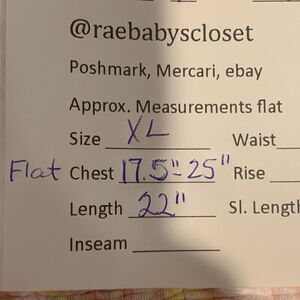 @raebabyscloset
Poshmark, Mercari, ebay
Approx. Measurements flat
Size XL Waist
Flat Chest 17.5"-25" Rise
Length 22" Sl. Length
Inseam